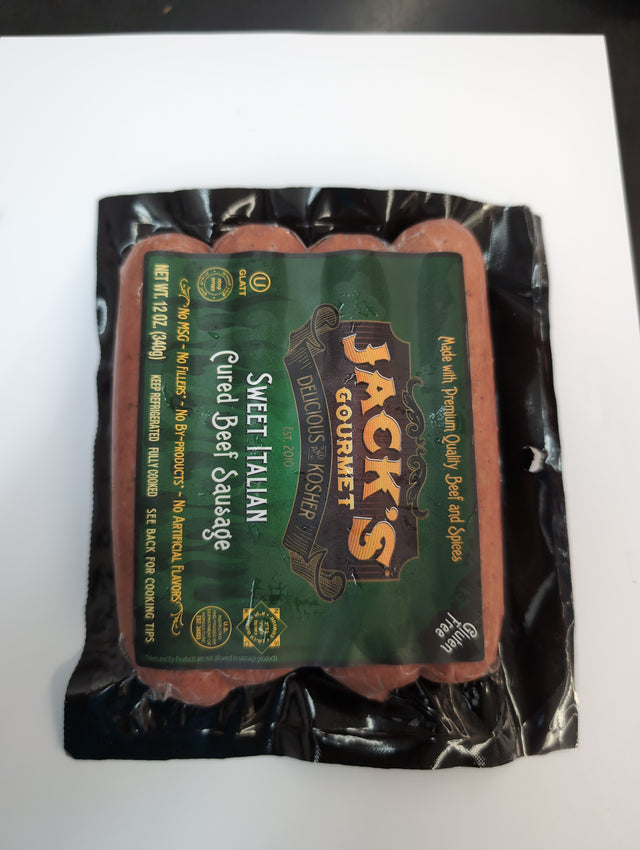 Made with Premium Quality Beef and Spices
JACK'S
GOURMET
DELICIOUS AND KOSHER
EST. 2010
Gluten
Free
SWEET ITALIAN
Cured Beef Sausage
U
GLATT
No MSG ~ No Fillers* ~ No By-products* ~ No Artificial Flavors
NET WT. 12 OZ. (340g)
KEEP REFRIGERATED FULLY COOKED SEE BACK FOR COOKING TIPS
U.S.
INSPECTED